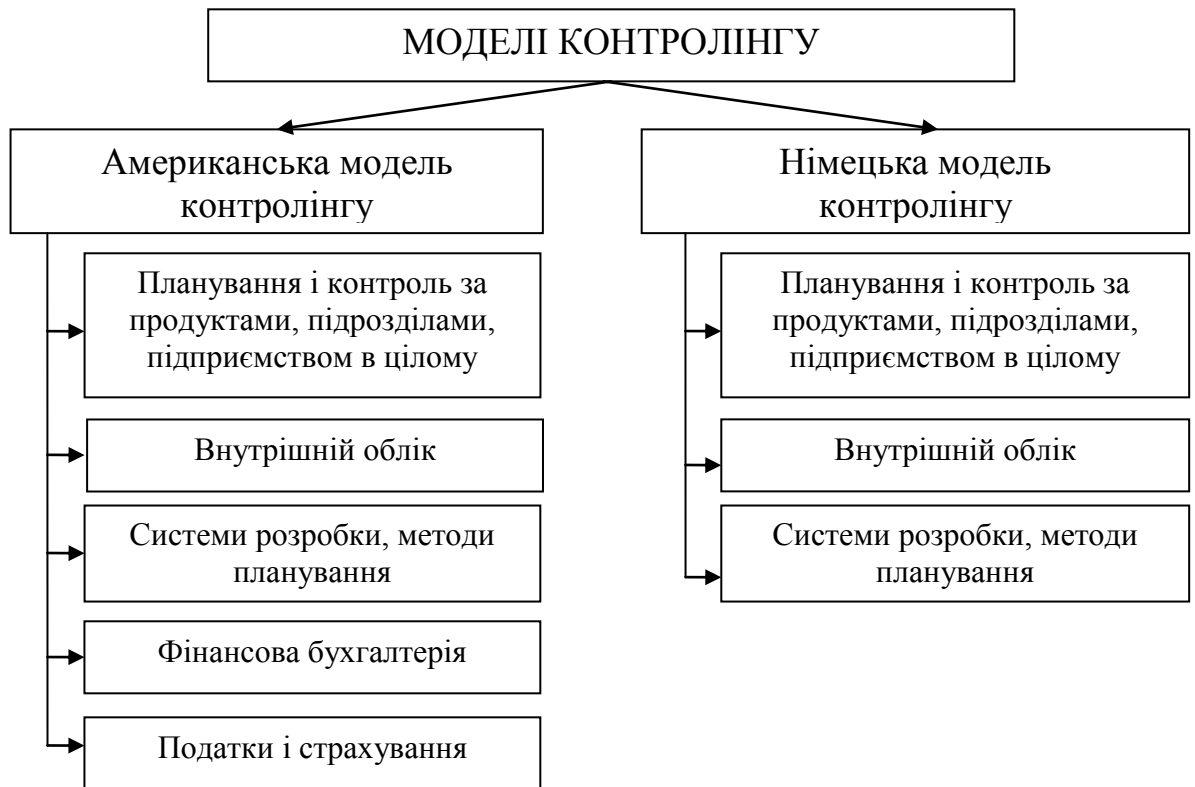 МОДЕЛІ КОНТРОЛІНГУ
Американська модель
контролінгу
Німецька модель
контролінгу
Планування і контроль за
продуктами, підрозділами,
підприємством в цілому
Внутрішній облік
Системи розробки, методи
планування
Фінансова бухгалтерія
Податки і страхування
Планування і контроль за
продуктами, підрозділами,
підприємством в цілому
Внутрішній облік
Системи розробки, методи
планування